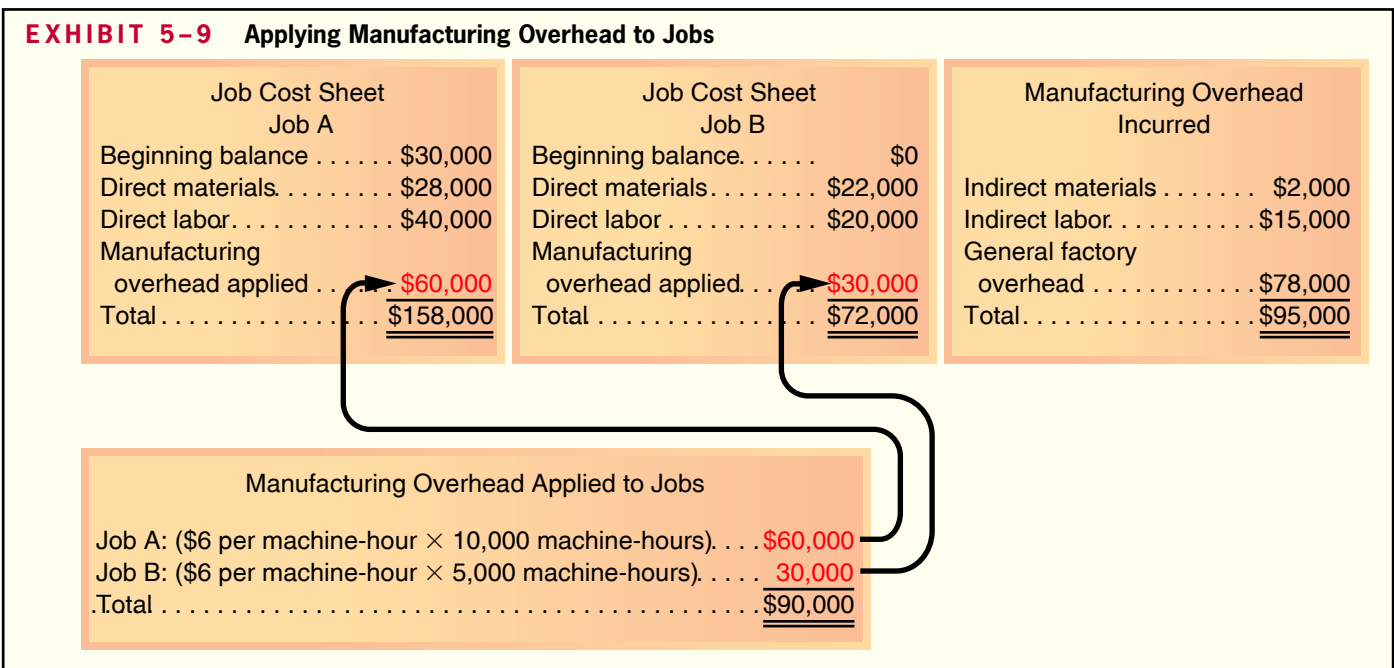 EXHIBIT 5–9 Applying Manufacturing Overhead to Jobs
Job Cost Sheet
Job A
Beginning balance . . . . . . $30,000
Direct materials. . . . . . . . . $28,000
Direct labor. . . . . . . . . . . . $40,000
Manufacturing
overhead applied . . . . . . $60,000
Total . . . . . . . . . . . . . . . . $158,000
Job Cost Sheet
Job B
Beginning balance. . . . . . $0
Direct materials . . . . . . . . $22,000
Direct labor . . . . . . . . . . . $20,000
Manufacturing
overhead applied. . . . . . $30,000
Total. . . . . . . . . . . . . . . . . $72,000
Manufacturing Overhead
Incurred
Indirect materials . . . . . . . $2,000
Indirect labor. . . . . . . . . . . $15,000
General factory
overhead . . . . . . . . . . . . $78,000
Total. . . . . . . . . . . . . . . . . $95,000
Manufacturing Overhead Applied to Jobs
Job A: ($6 per machine-hour × 10,000 machine-hours). . . . $60,000
Job B: ($6 per machine-hour × 5,000 machine-hours). . . . . 30,000
.Total . . . . . . . . . . . . . . . . . . . . . . . . . . . . . . . . . . . . . . . . . . . $90,000